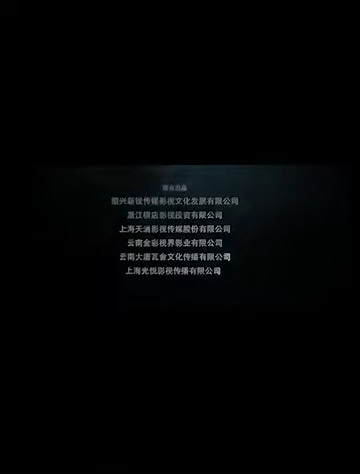 联合出品
绍兴新锐传媒影视文化发展有限公司
浙江横店影视投资有限公司
上海天涌影视传媒股份有限公司
云南金彩视界影业有限公司
云南大唐瓦舍文化传播有限公司
上海光悦影视传播有限公司